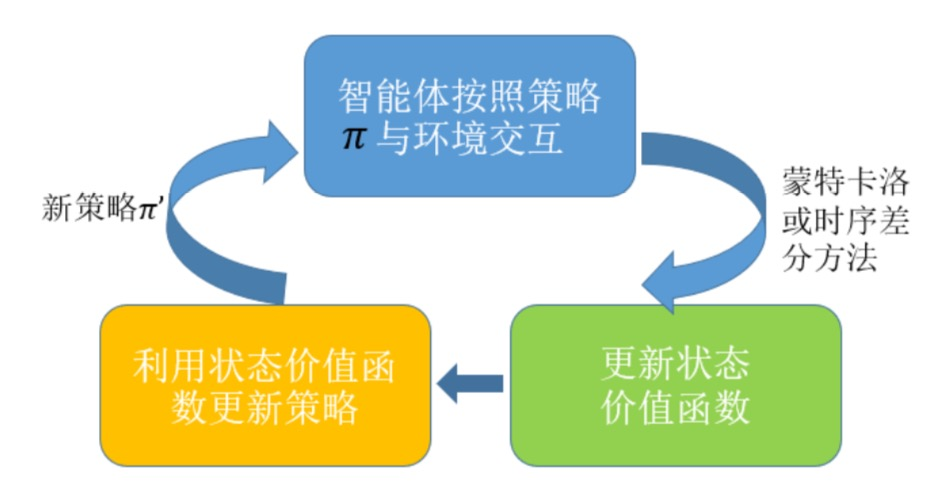 智能体按照策略
π 与环境交互
新策略π’
蒙特卡洛
或时序差
分方法
利用状态价值函
数更新策略
更新状态
价值函数